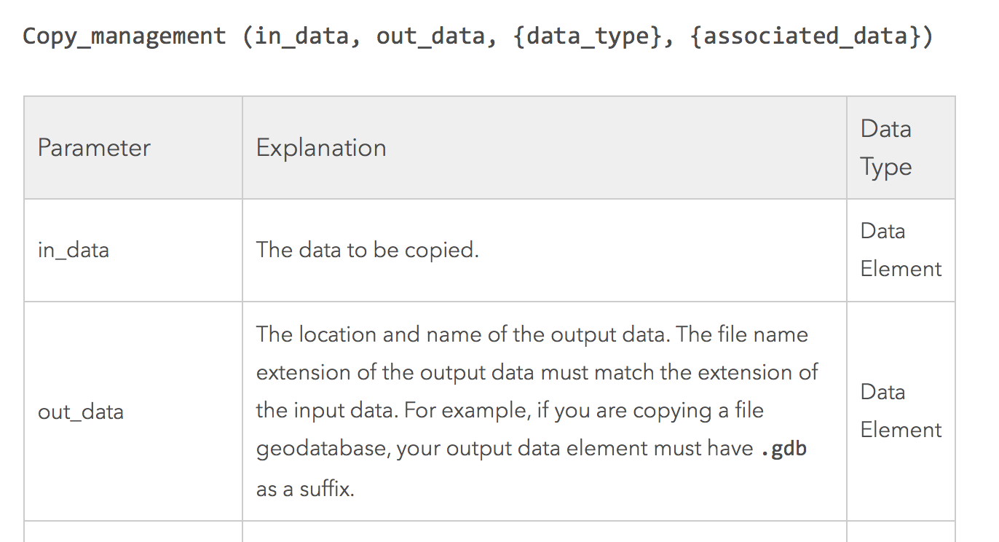 Copy_management (in_data, out_data, {data_type}, {associated_data})
Parameter
Explanation
Data
Type
in_data
The data to be copied.
Data
Element
out_data
The location and name of the output data. The file name
extension of the output data must match the extension of
the input data. For example, if you are copying a file
geodatabase, your output data element must have .gdb
as a suffix.
Data
Element